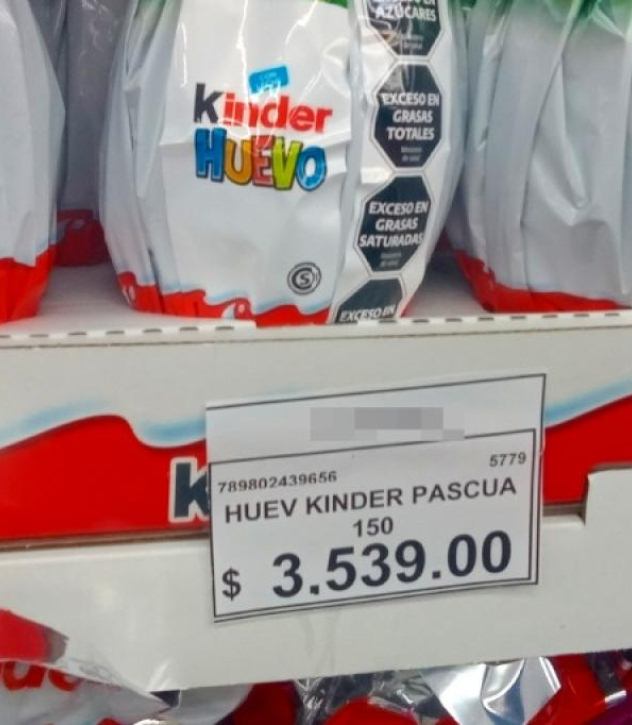 AZÚCARES
EXCESO EN
GRASAS
TOTALES
Kinder
HUEVO
EXCESO EN
GRASAS
SATURADAS
S
EXCESO EN
K
5779
789802439656
HUEV KINDER PASCUA
150
$ 3.539.00